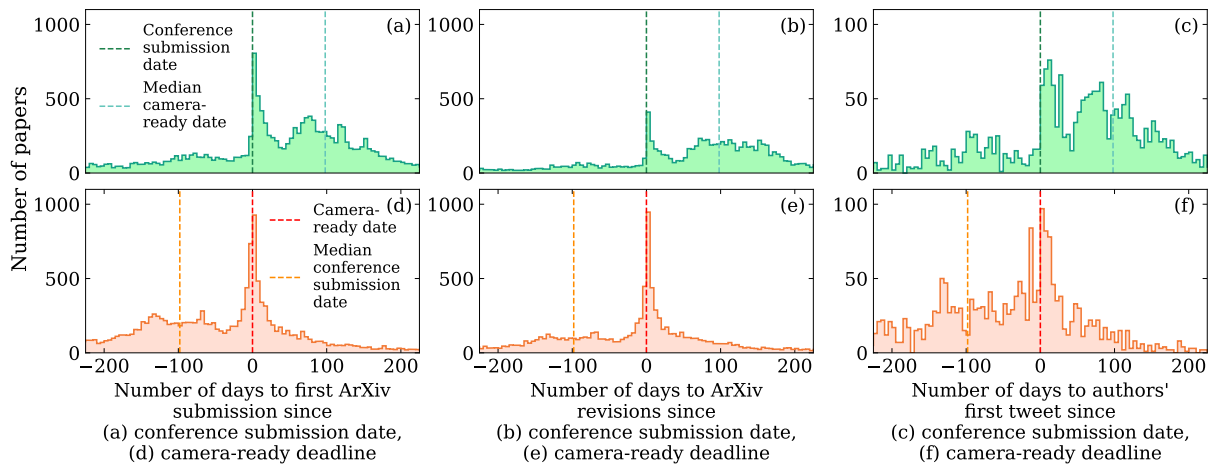 Number of papers
1000
500
0
(a)
Conference
submission
date
Median
camera-
ready date
−200
−100
0
100
200
1000
500
0
(b)
100
50
0
(c)
1000
500
0
(d)
Camera-
ready date
Median
conference
submission
date
1000
500
0
(e)
−200
−100
0
100
200
100
50
0
(f)
−200
−100
0
100
200
Number of days to first ArXiv
submission since
(a) conference submission date,
(d) camera-ready deadline
Number of days to ArXiv
revisions since
(b) conference submission date,
(e) camera-ready deadline
Number of days to authors'
first tweet since
(c) conference submission date,
(f) camera-ready deadline